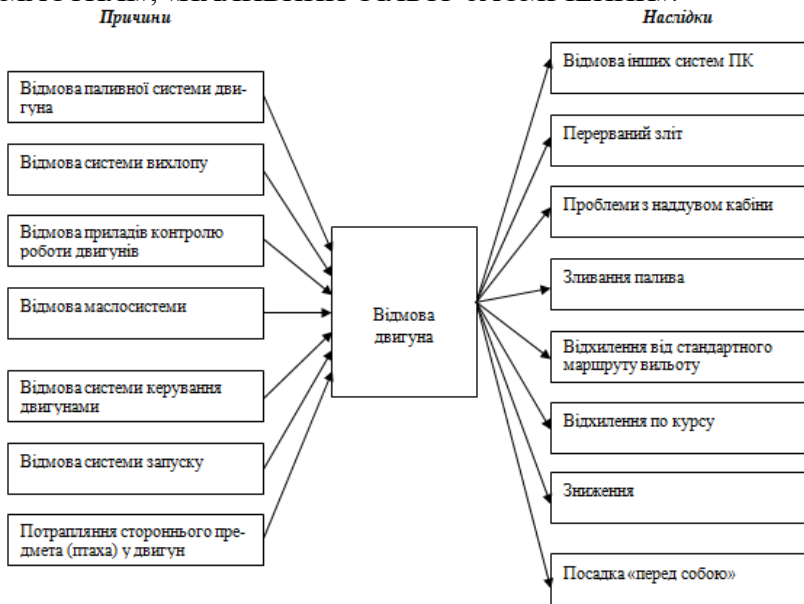 Причини
Відмова паливної системи дви-
гуна
Відмова системи вихлопу
Відмова приладів контролю
роботи двигунів
Відмова маслосистеми
Відмова системи керування
двигунами
Відмова системи запуску
Потрапляння стороннього пре-
дмета (птаха) у двигун
Відмова
двигуна
Наслідки
Відмова інших систем ПК
Перерваний зліт
Проблеми з наддувом кабіни
Зливання палива
Відхилення від стандартного
маршруту вильоту
Відхилення по курсу
Зниження
Посадка «перед собою»